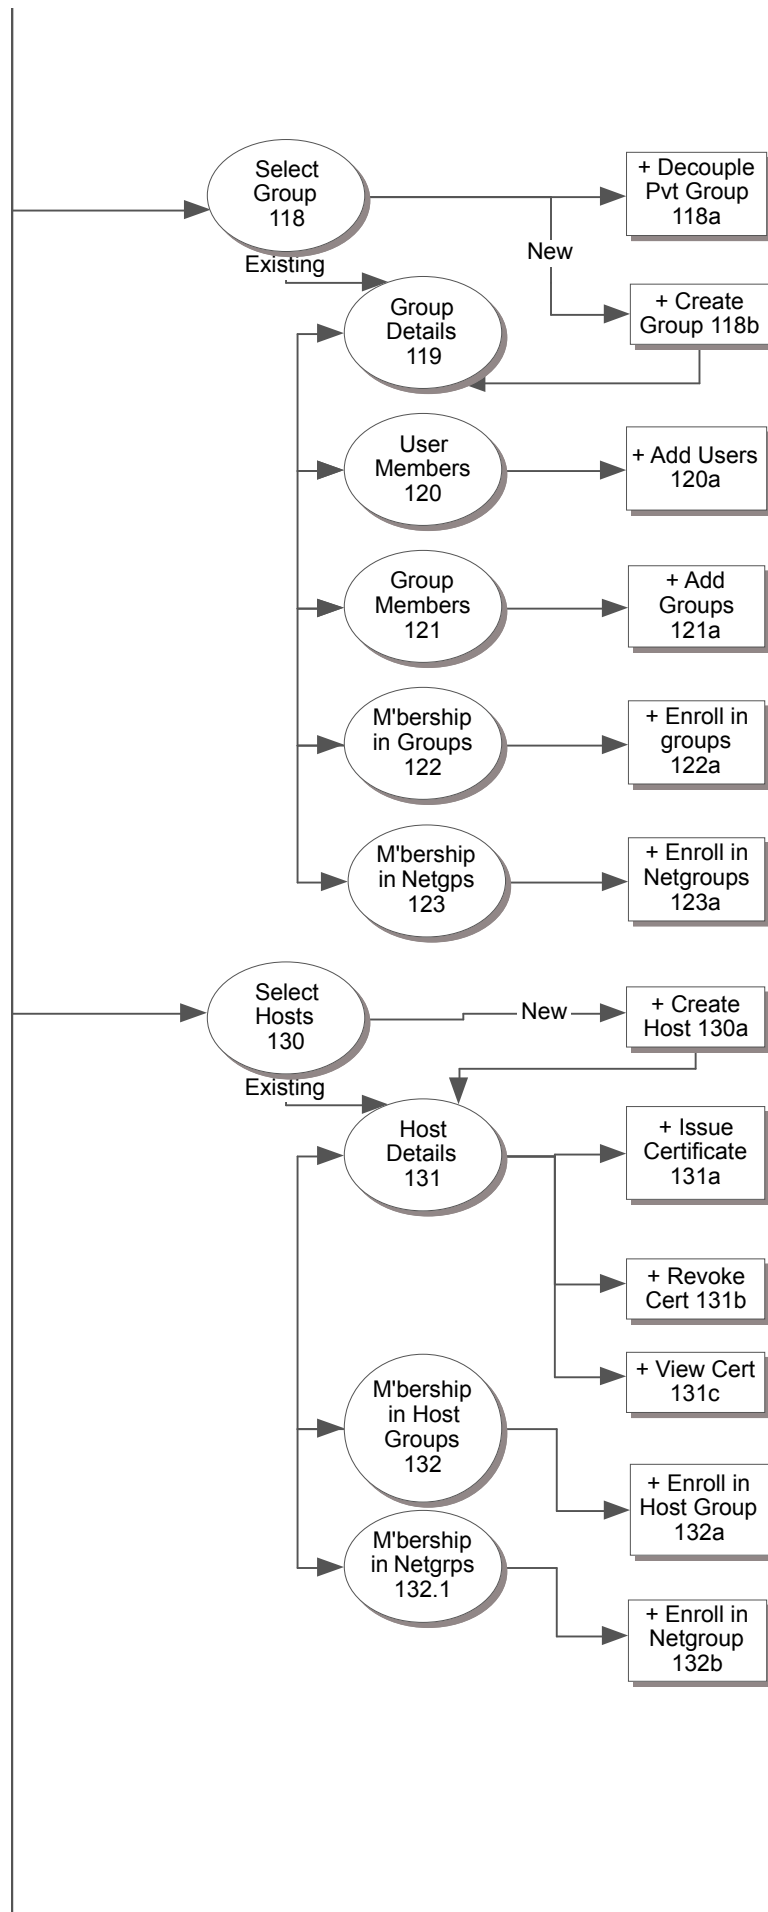 Select
Group
118
+ Decouple
Pvt Group
118a
New
Existing
Group
Details
119
+ Create
Group 118b
User
Members
120
+ Add Users
120a
Group
Members
121
+ Add
Groups
121a
M'bership
in Groups
122
+ Enroll in
groups
122a
M'bership
in Netgps
123
+ Enroll in
Netgroups
123a
Select
Hosts
130
New
+ Create
Host 130a
Existing
Host
Details
131
+ Issue
Certificate
131a
+ Revoke
Cert 131b
+ View Cert
131c
M'bership
in Host
Groups
132
+ Enroll in
Host Group
132a
M'bership
in Netgrps
132.1
+ Enroll in
Netgroup
132b